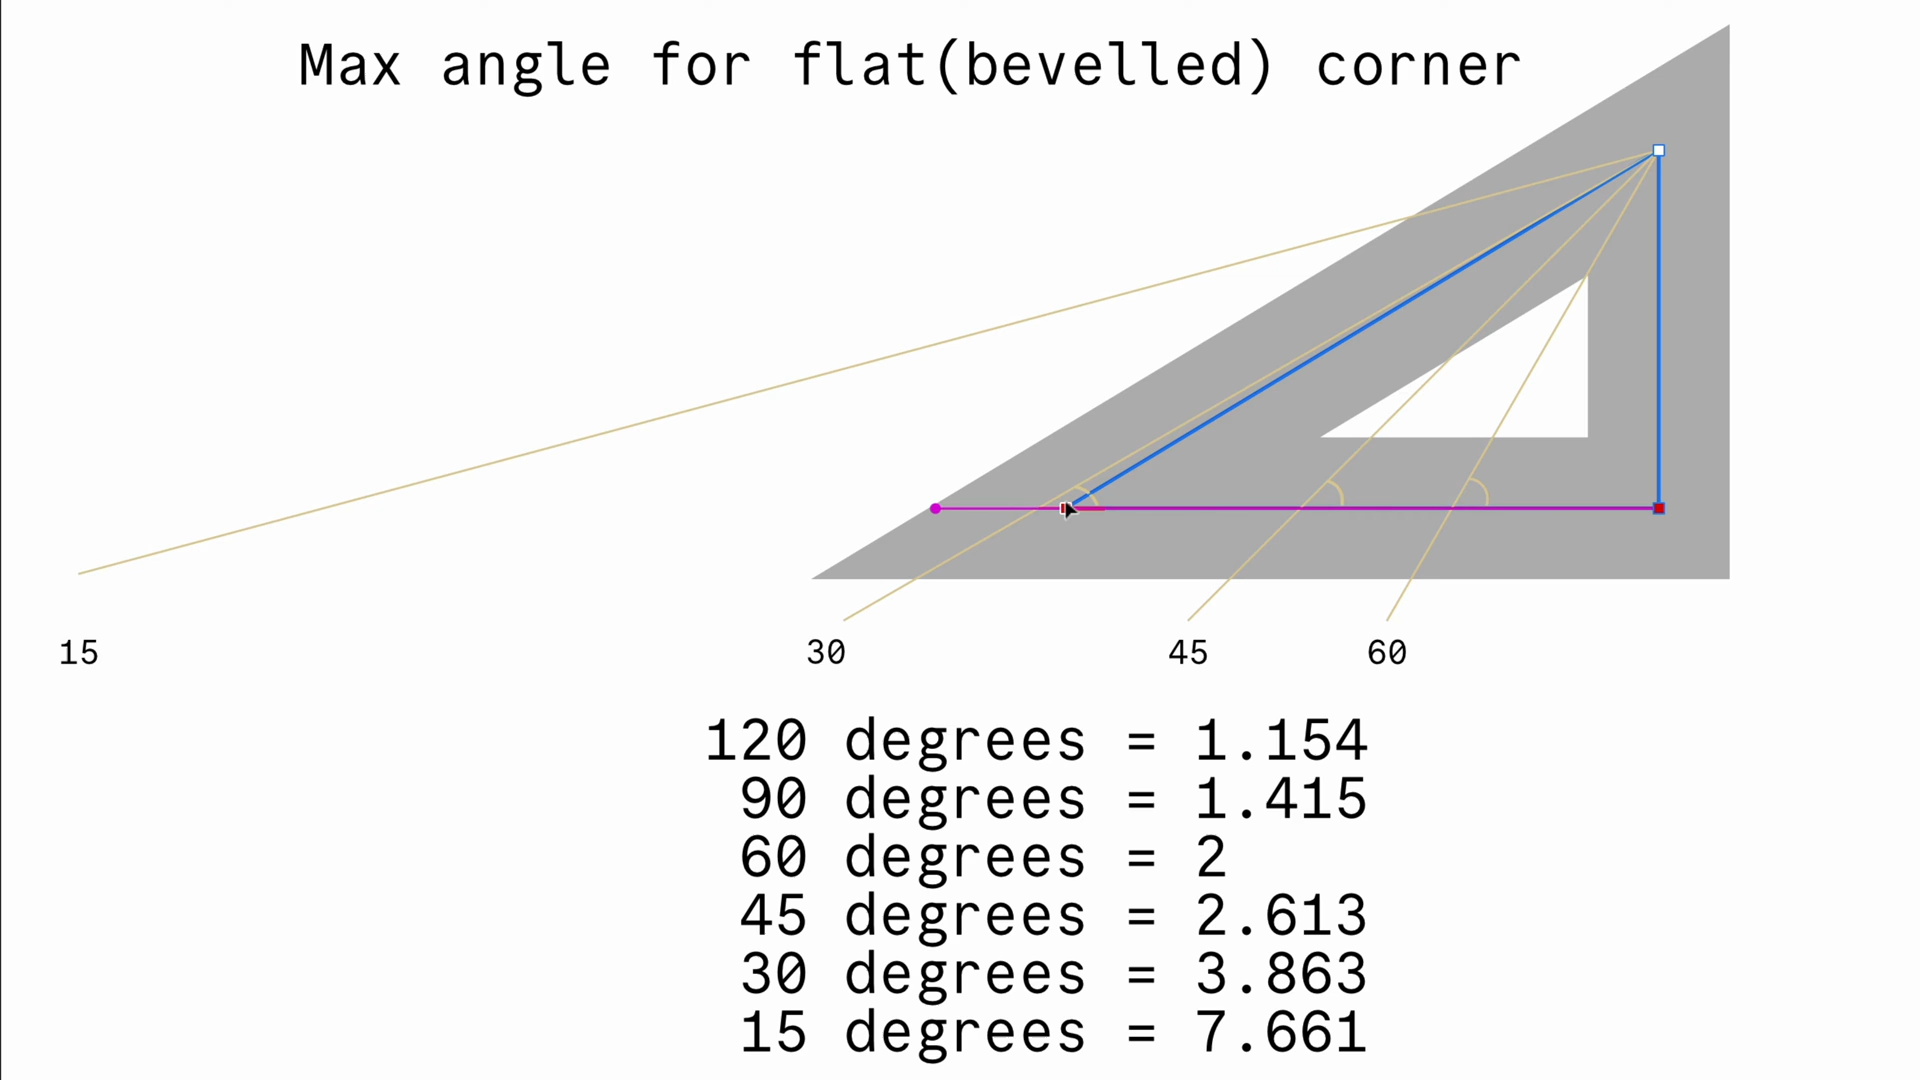 Max angle for flat(bevelled) corner
15 30 45 60
120 degrees = 1.154
90 degrees = 1.415
60 degrees = 2
45 degrees = 2.613
30 degrees = 3.863
15 degrees = 7.661